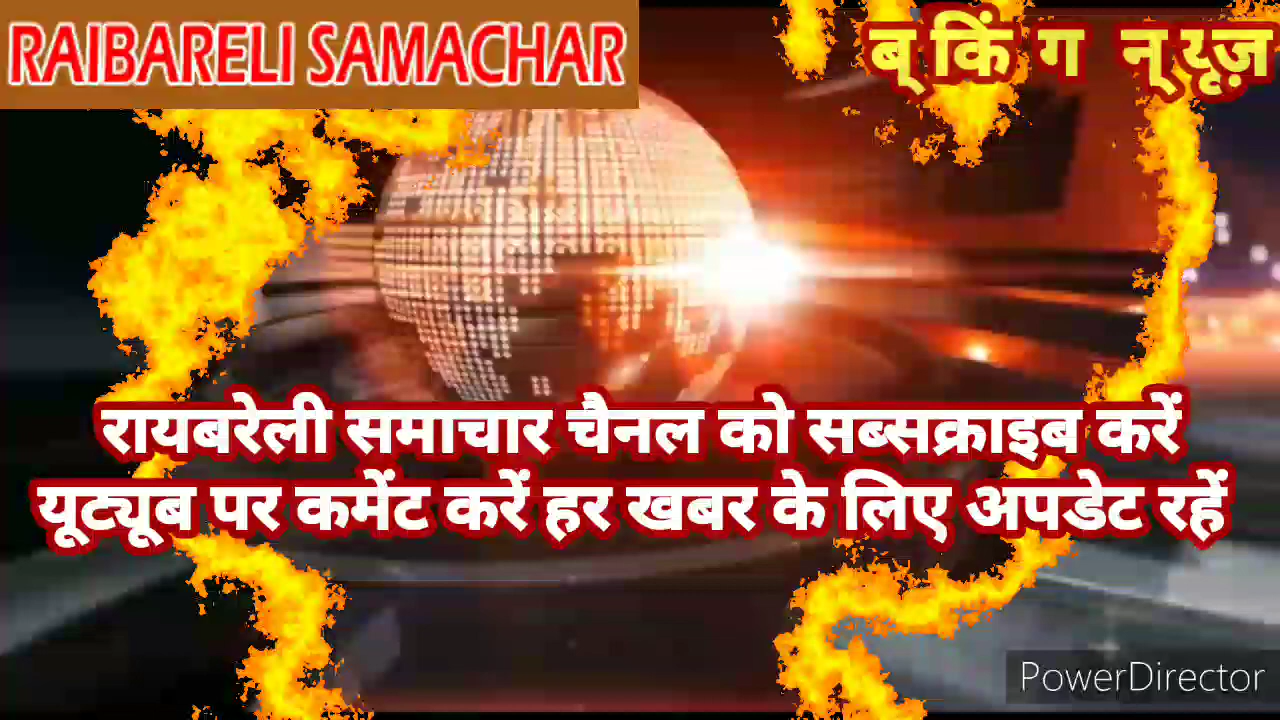 RAIBARELI SAMACHAR
ब्किंग न्यूज़
रायबरेली समाचार चैनल को सब्सक्राइब करें
यूट्यूब पर कमेंट करें हर खबर के लिए अपडेट रहें
PowerDirector